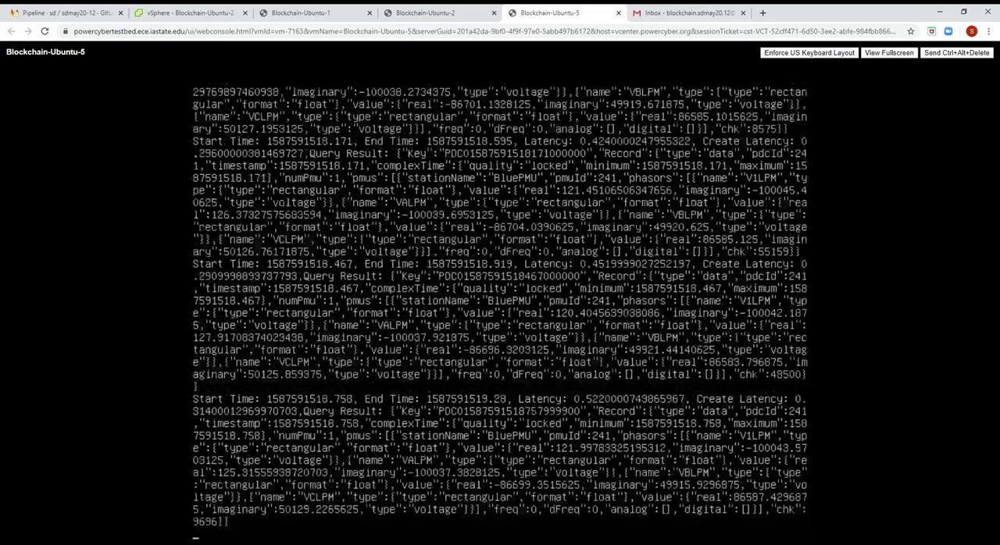 Pipeline · sd / sdmay20-12 · GitL
vSphere - Blockchain-Ubuntu-2
Blockchain-Ubuntu-1
Blockchain-Ubuntu-2
Blockchain-Ubuntu-5
Inbox - blockchain.sdmay20.12@
powercybertestbed.ece.iastate.edu/ui/webconsole.html?vmId=vm-7163&vmName=Blockchain-Ubuntu-5&serverGuid=201a42da-9bf0-4f9f-97e0-5abb497b6172&host=vcenter.powercyber.org&sessionTicket=cst-VCT-52cff471-6d50-3ee2-abfe-984fbb866...
S
Blockchain-Ubuntu-5
Enforce US Keyboard Layout
View Fullscreen
Send Ctrl+Alt+Delete
29769897460938,"imaginary":-100038.2734375,"type":"voltage"}},{"name":"VBLPM","type":{"type":"rectan
gular","format":"float"},"value":{"real":-86701.1328125,"imaginary":49919.671875,"type":"voltage"}},
{"name":"VCLPM","type":{"type":"rectangular","format":"float"},"value":{"real":86585.1015625,"imagin
ary":50127.1953125,"type":"voltage"}}],"freq":0,"dFreq":0,"analog":[],"digital":[]}],"chk":8575}}
Start Time: 1587591518.171, End Time: 1587591518.595, Latency: 0.4240000247955322, Create Latency: 0
.29600000381469727,Query Result: {"Key":"PDC01587591518171000000","Record":{"type":"data","pdcId":24
1,"timestamp":1587591518.171,"complexTime":{"quality":"locked","minimum":1587591518.171,"maximum":15
87591518.171},"numPmu":1,"pmus":[{"stationName":"BluePMU","pmuId":241,"phasors":[{"name":"V1LPM","ty
pe":{"type":"rectangular","format":"float"},"value":{"real":121.45106506347656,"imaginary":-100045.4
0625,"type":"voltage"}},{"name":"VALPM","type":{"type":"rectangular","format":"float"},"value":{"rea
l":126.37327575683594,"imaginary":-100039.6953125,"type":"voltage"}},{"name":"VBLPM","type":{"type":
"rectangular","format":"float"},"value":{"real":-86704.0390625,"imaginary":49920.625,"type":"voltage
"}},{"name":"VCLPM","type":{"type":"rectangular","format":"float"},"value":{"real":86585.125,"imagin
ary":50126.76171875,"type":"voltage"}}],"freq":0,"dFreq":0,"analog":[],"digital":[]}],"chk":55159}}
Start Time: 1587591518.467, End Time: 1587591518.919, Latency: 0.4519999027252197, Create Latency: 0
.2909998893737793,Query Result: {"Key":"PDC01587591518467000000","Record":{"type":"data","pdcId":241
,"timestamp":1587591518.467,"complexTime":{"quality":"locked","minimum":1587591518.467,"maximum":158
7591518.467},"numPmu":1,"pmus":[{"stationName":"BluePMU","pmuId":241,"phasors":[{"name":"V1LPM","typ
e":{"type":"rectangular","format":"float"},"value":{"real":120.4045639038086,"imaginary":-100042.187
5,"type":"voltage"}},{"name":"VALPM","type":{"type":"rectangular","format":"float"},"value":{"real":
127.91708374023438,"imaginary":-100037.921875,"type":"voltage"}},{"name":"VBLPM","type":{"type":"rec
tangular","format":"float"},"value":{"real":-86696.3203125,"imaginary":49921.44140625,"type":"voltag
e"}},{"name":"VCLPM","type":{"type":"rectangular","format":"float"},"value":{"real":86583.796875,"im
aginary":50125.859375,"type":"voltage"}}],"freq":0,"dFreq":0,"analog":[],"digital":[]}],"chk":48500}
}
Start Time: 1587591518.758, End Time: 1587591519.28, Latency: 0.5220000743865967, Create Latency: 0.
31400012969970703,Query Result: {"Key":"PDC01587591518757999900","Record":{"type":"data","pdcId":241
,"timestamp":1587591518.758,"complexTime":{"quality":"locked","minimum":1587591518.758,"maximum":158
7591518.758},"numPmu":1,"pmus":[{"stationName":"BluePMU","pmuId":241,"phasors":[{"name":"V1LPM","typ
e":{"type":"rectangular","format":"float"},"value":{"real":121.99783325195312,"imaginary":-100043.57
03125,"type":"voltage"}},{"name":"VALPM","type":{"type":"rectangular","format":"float"},"value":{"re
al":125.31555938720703,"imaginary":-100037.3828125,"type":"voltage"}},{"name":"VBLPM","type":{"type"
:"rectangular","format":"float"},"value":{"real":-86699.3515625,"imaginary":49915.9296875,"type":"vo
ltage"}},{"name":"VCLPM","type":{"type":"rectangular","format":"float"},"value":{"real":86587.429687
5,"imaginary":50129.2265625,"type":"voltage"}}],"freq":0,"dFreq":0,"analog":[],"digital":[]}],"chk":
9696}}